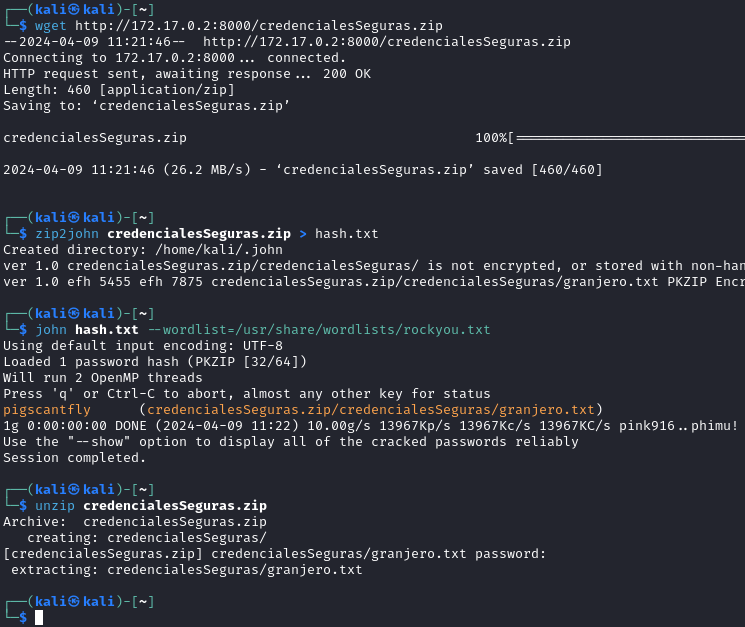 ┌──(kali㉿kali)-[~]
└─$ wget http://172.17.0.2:8000/credencialesSeguras.zip
--2024-04-09 11:21:46--  http://172.17.0.2:8000/credencialesSeguras.zip
Connecting to 172.17.0.2:8000... connected.
HTTP request sent, awaiting response... 200 OK
Length: 460 [application/zip]
Saving to: ‘credencialesSeguras.zip’
credencialesSeguras.zip                                    100%[=============================
2024-04-09 11:21:46 (26.2 MB/s) - ‘credencialesSeguras.zip’ saved [460/460]
┌──(kali㉿kali)-[~]
└─$ zip2john credencialesSeguras.zip > hash.txt
Created directory: /home/kali/.john
ver 1.0 credencialesSeguras.zip/credencialesSeguras/ is not encrypted, or stored with non-han
ver 1.0 efh 5455 efh 7875 credencialesSeguras.zip/credencialesSeguras/granjero.txt PKZIP Encr
┌──(kali㉿kali)-[~]
└─$ john hash.txt --wordlist=/usr/share/wordlists/rockyou.txt
Using default input encoding: UTF-8
Loaded 1 password hash (PKZIP [32/64])
Will run 2 OpenMP threads
Press 'q' or Ctrl-C to abort, almost any other key for status
pigscantfly      (credencialesSeguras.zip/credencialesSeguras/granjero.txt)
1g 0:00:00:00 DONE (2024-04-09 11:22) 10.00g/s 13967Kp/s 13967Kc/s 13967KC/s pink916..phimu!
Use the "--show" option to display all of the cracked passwords reliably
Session completed.
┌──(kali㉿kali)-[~]
└─$ unzip credencialesSeguras.zip
Archive:  credencialesSeguras.zip
   creating: credencialesSeguras/
[credencialesSeguras.zip] credencialesSeguras/granjero.txt password:
 extracting: credencialesSeguras/granjero.txt
┌──(kali㉿kali)-[~]
└─$